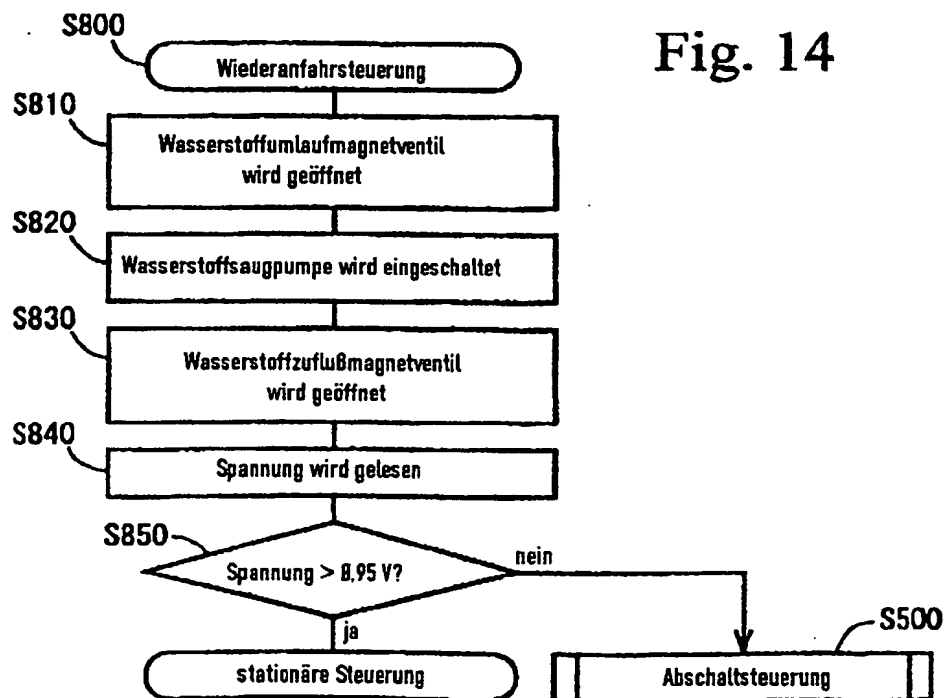 Fig. 14
S800
Wiederanfahrsteuerung
S810
Wasserstoffumlaufmagnetventil
wird geöffnet
S820
Wasserstoffsaugpumpe wird eingeschaltet
S830
Wasserstoffzuflußmagnetventil
wird geöffnet
S840
Spannung wird gelesen
S850
Spannung > 8,95 V?
nein
ja
S500
stationäre Steuerung
Abschaltsteuerung